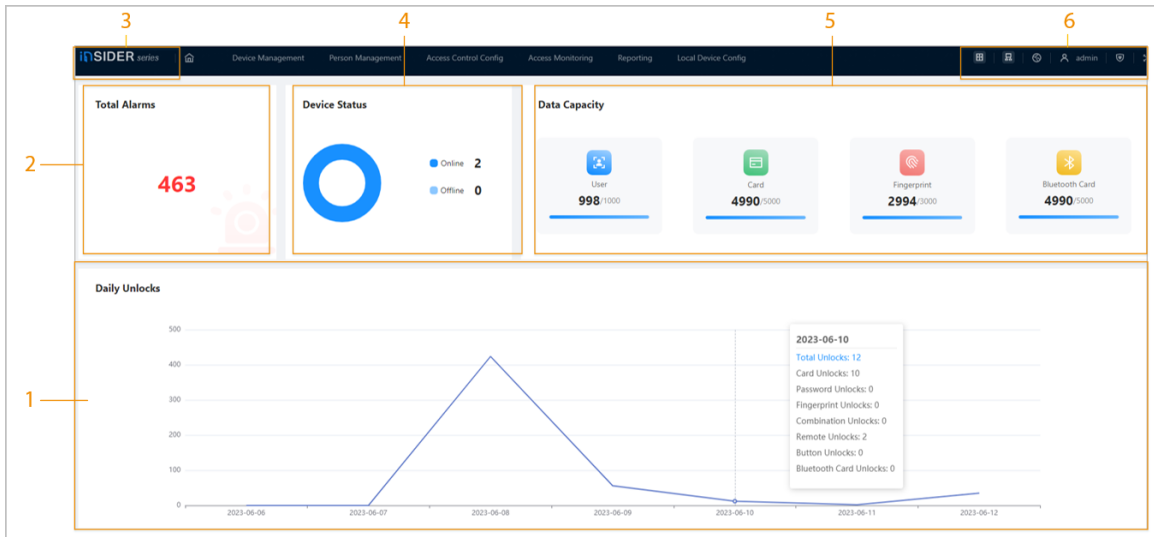 3 4 5 6
iNSIDER series Device Management Person Management Access Control Config Access Monitoring Reporting Local Device Config admin
Total Alarms
463
Device Status
Online 2
Offline 0
Data Capacity
User
998/1000
Card
4990/5000
Fingerprint
2994/3000
Bluetooth Card
4990/5000
2
Daily Unlocks
500
400
300
200
100
0
2023-06-06 2023-06-07 2023-06-08 2023-06-09 2023-06-10 2023-06-11 2023-06-12
2023-06-10
Total Unlocks: 12
Card Unlocks: 10
Password Unlocks: 0
Fingerprint Unlocks: 0
Combination Unlocks: 0
Remote Unlocks: 2
Button Unlocks: 0
Bluetooth Card Unlocks: 0
1